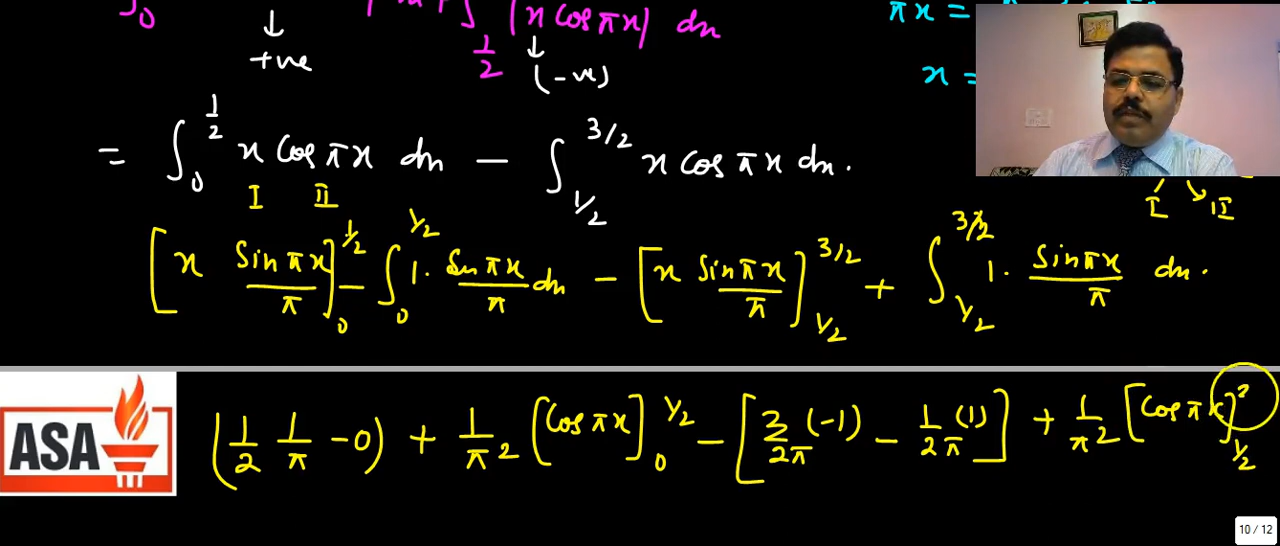 ∫₀ ∫_{1/2} (x cos πx) dx πx =
↓ +ve ↓ (-ve) x =
= ∫₀^{1/2} x cos πx dx − ∫_{1/2}^{3/2} x cos πx dx.
I II I II
[x sin πx/π]₀^{1/2} − ∫₀^{1/2} 1. sin πx/π dx − [x sin πx/π]_{1/2}^{3/2} + ∫_{1/2}^{3/2} 1. sin πx/π dx.
ASA (1/2 1/π −0) + 1/π² [cos πx]₀^{1/2} − [3/2π (−1) − 1/2π (1)] + 1/π² [cos πx]_{1/2}
10 / 12